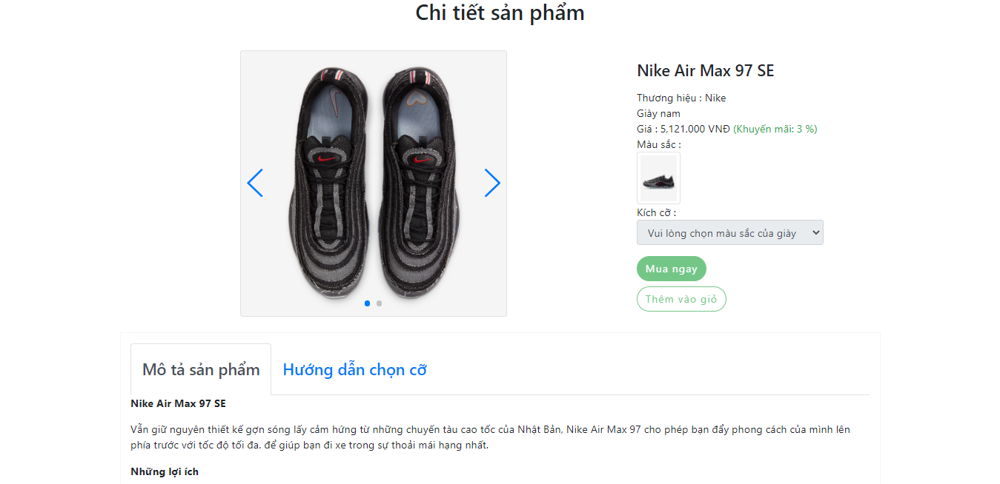 Chi tiết sản phẩm
Nike Air Max 97 SE
Thương hiệu : Nike
Giày nam
Giá : 5,121,000 VNĐ (Khuyến mãi: 3 %)
Màu sắc :
Kích cỡ :
Vui lòng chọn màu sắc của giày
Mua ngay
Thêm vào giỏ
Mô tả sản phẩm
Hướng dẫn chọn cỡ
Nike Air Max 97 SE
Vẫn giữ nguyên thiết kế gợn sóng lấy cảm hứng từ những chuyến tàu cao tốc của Nhật Bản, Nike Air Max 97 cho phép bạn đẩy phong cách của mình lên
phía trước với tốc độ tối đa. để giúp bạn đi xe trong sự thoải mái hạng nhất.
Những lợi ích